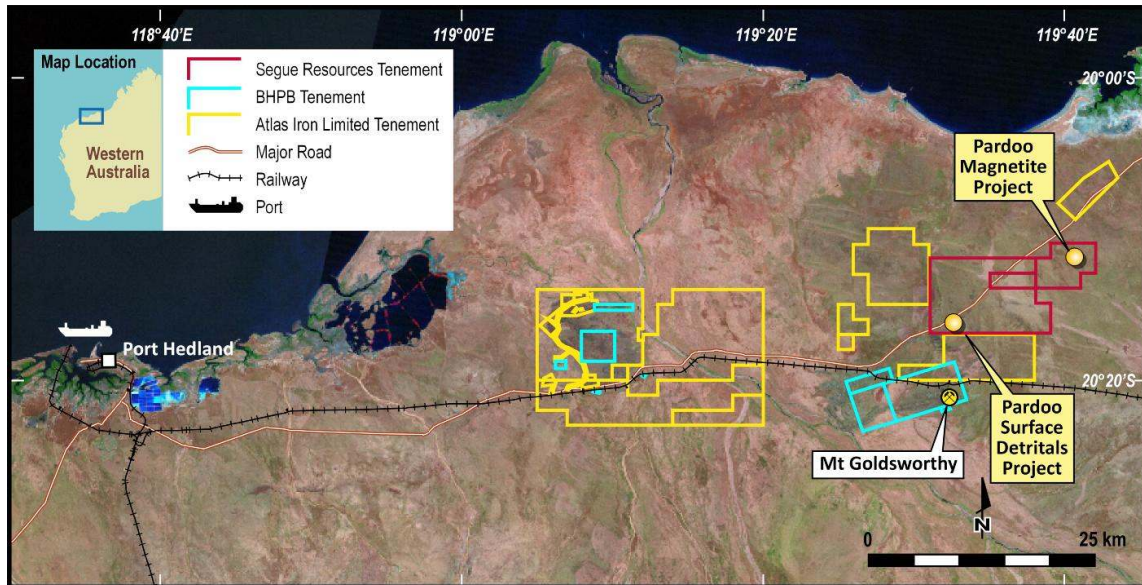 118°40'E
119°00'E
119°20'E
119°40'E
20°00'S
Map Location
Western
Australia
Segue Resources Tenement
BHPB Tenement
Atlas Iron Limited Tenement
Major Road
Railway
Port
Pardoo
Magnetite
Project
Port Hedland
20°20'S
Pardoo
Surface
Detritals
Project
Mt Goldsworthy
N
0
25 km